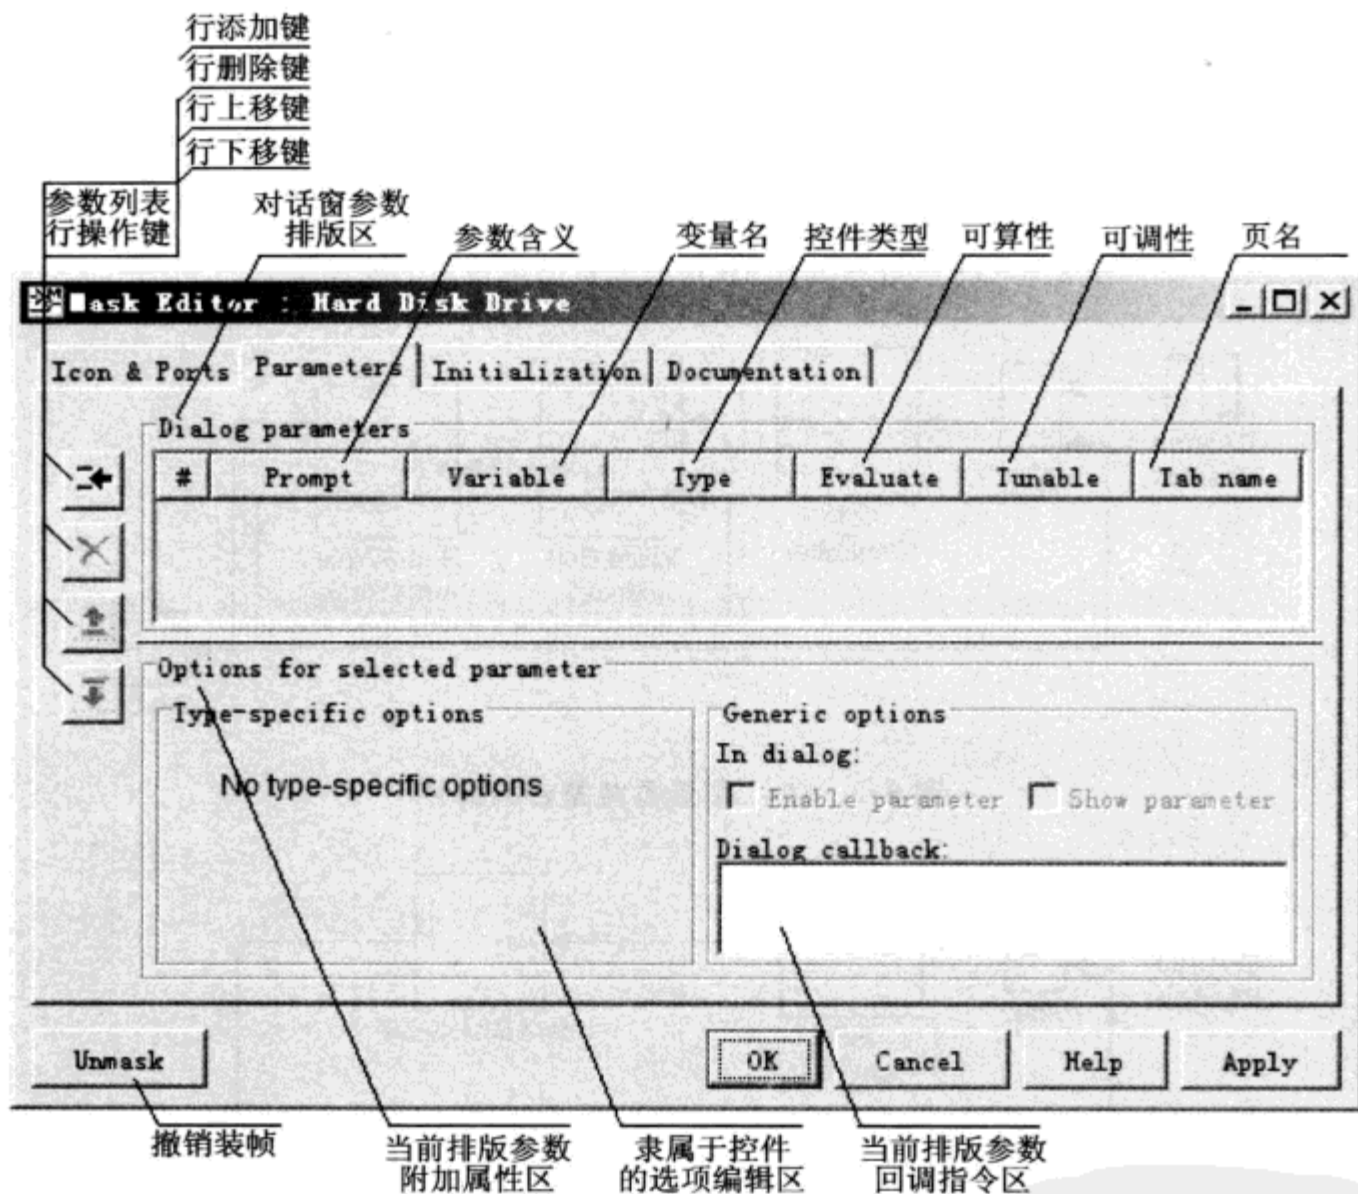 行添加键
行删除键
行上移键
行下移键
参数列表
行操作键
对话窗参数
排版区
参数含义
变量名
控件类型
可算性
可调性
页名
Mask Editor : Hard Disk Drive
Icon & Ports
Parameters
Initialization
Documentation
Dialog parameters
#
Prompt
Variable
Type
Evaluate
Tunable
Tab name
Options for selected parameter
Type-specific options
No type-specific options
Generic options
In dialog:
Enable parameter
Show parameter
Dialog callback:
Unmask
OK
Cancel
Help
Apply
撤销装帧
当前排版参数
附加属性区
隶属于控件
的选项编辑区
当前排版参数
回调指令区